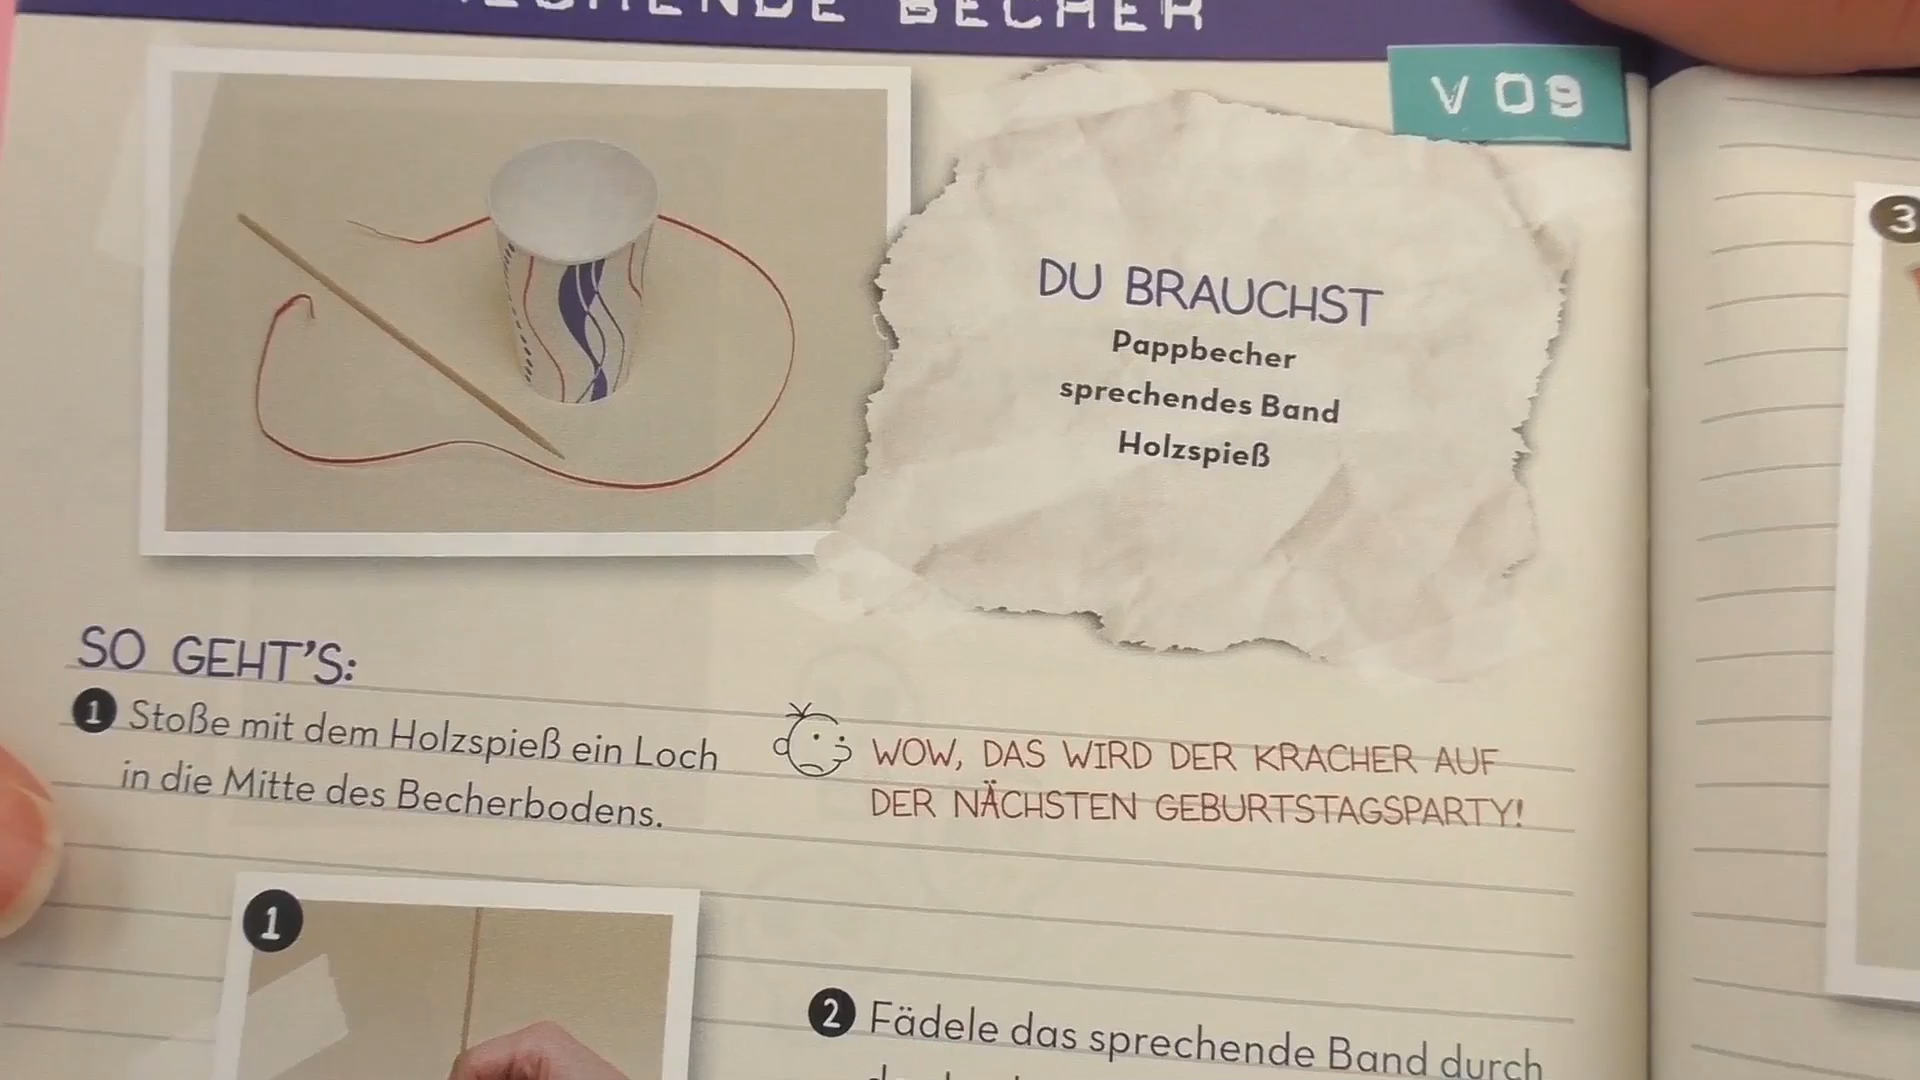 BECHER
V 09
DU BRAUCHST
Pappbecher
sprechendes Band
Holzspieß
SO GEHT'S:
1 Stoße mit dem Holzspieß ein Loch
in die Mitte des Becherbodens.
WOW, DAS WIRD DER KRACHER AUF
DER NÄCHSTEN GEBURTSTAGSPARTY!
1
2 Fädele das sprechende Band durch
3